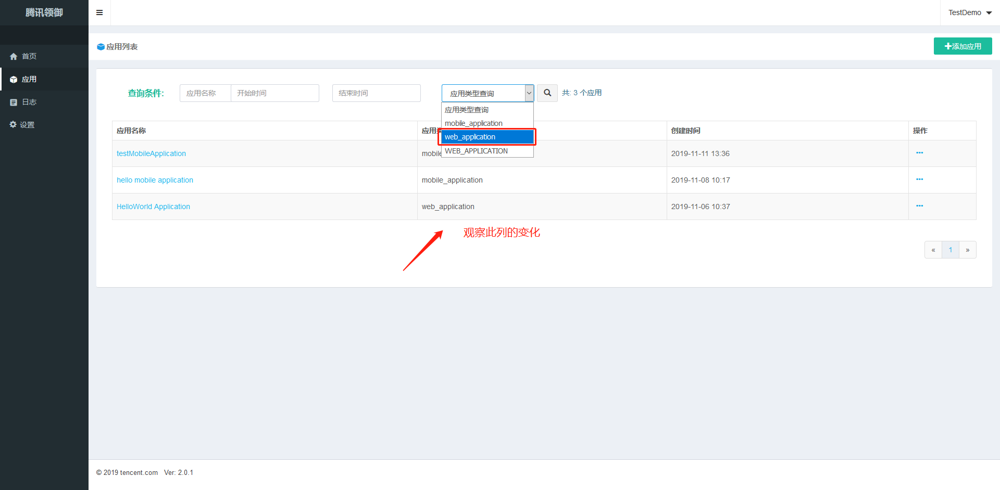 腾讯领御
TestDemo
首页
应用
日志
设置
应用列表
添加应用
查询条件: 应用名称 开始时间 结束时间 应用类型查询 共: 3 个应用
应用类型查询
mobile_application
web_application
WEB_APPLICATION
应用名称 应用 创建时间 操作
testMobileApplication mobile 2019-11-11 13:36
hello mobile application mobile_application 2019-11-08 10:17
HelloWorld Application web_application 2019-11-06 10:37
观察此列的变化
« 1 »
© 2019 tencent.com Ver: 2.0.1